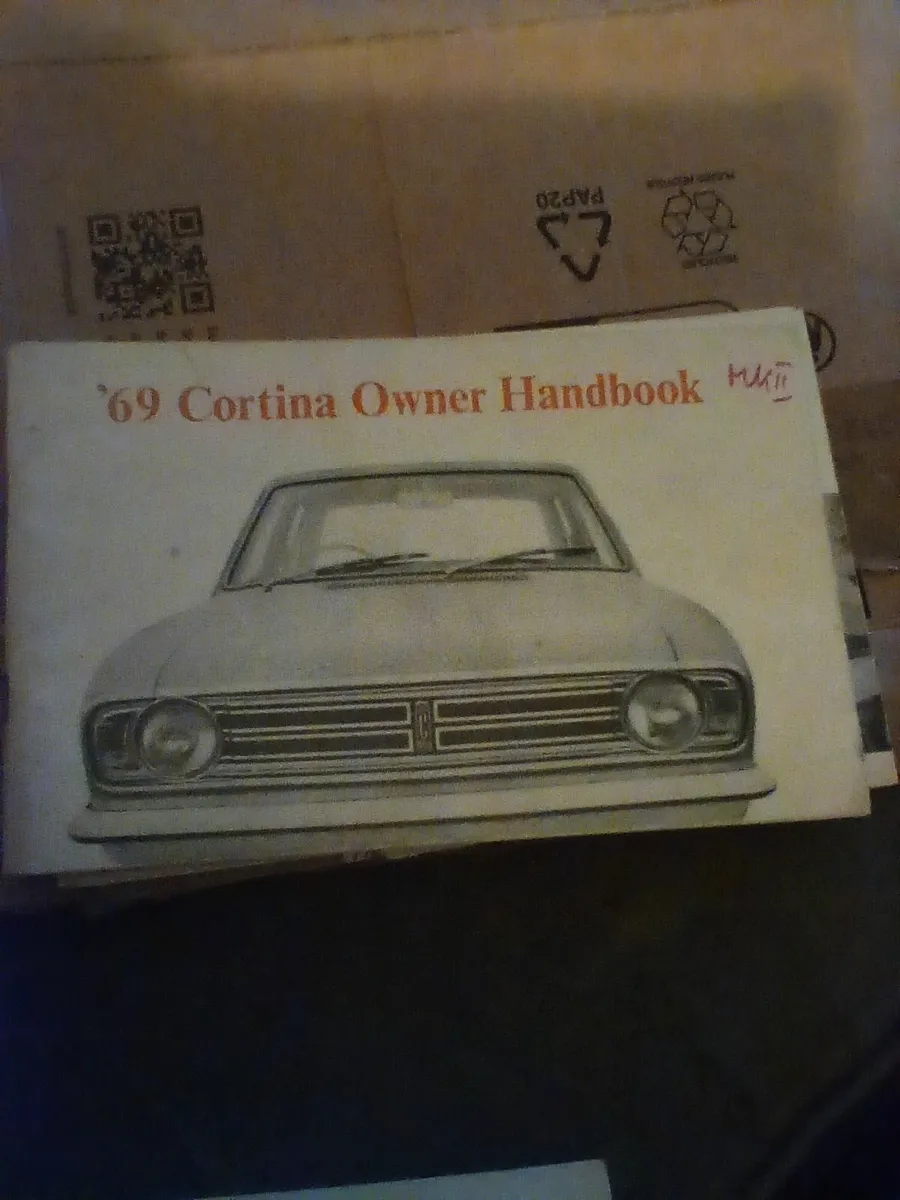 PAP20
'69 Cortina Owner Handbook MKII